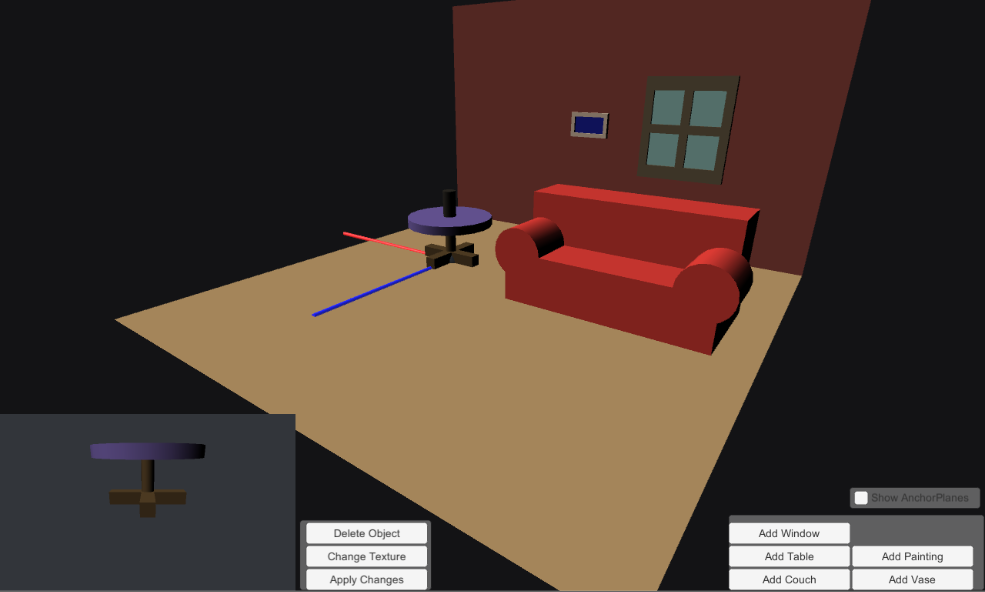 Show AnchorPlanes
Delete Object
Change Texture
Apply Changes
Add Window
Add Table
Add Painting
Add Couch
Add Vase